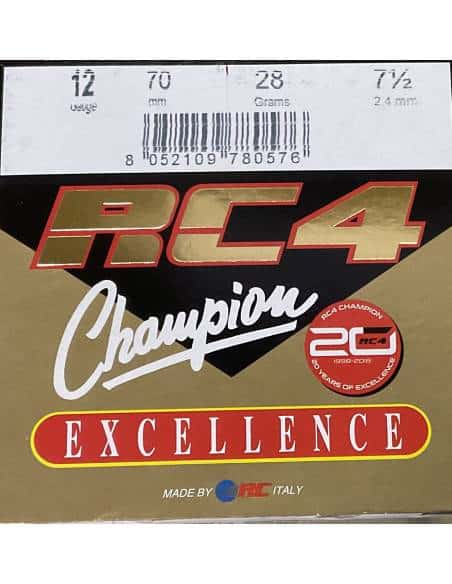 12 70 28 7½
gauge mm Grams 2.4 mm
8 052109 780576
RC4
Champion
RC4 CHAMPION
20 RC4
1998-2018
20 YEARS OF EXCELLENCE
EXCELLENCE
MADE BY RC ITALY